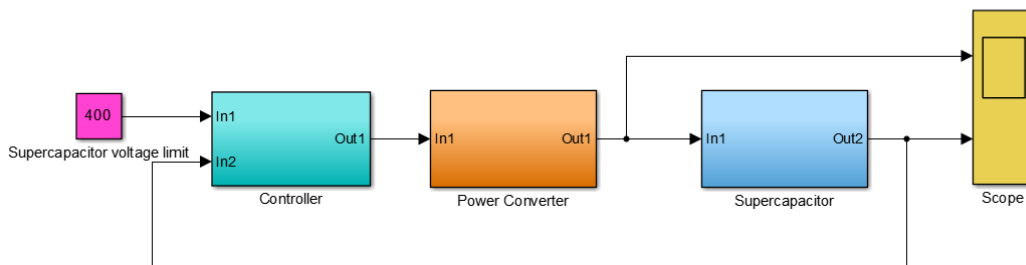 400
Supercapacitor voltage limit
In1
In2
Out1
Controller
In1
Out1
Power Converter
In1
Out2
Supercapacitor
Scope